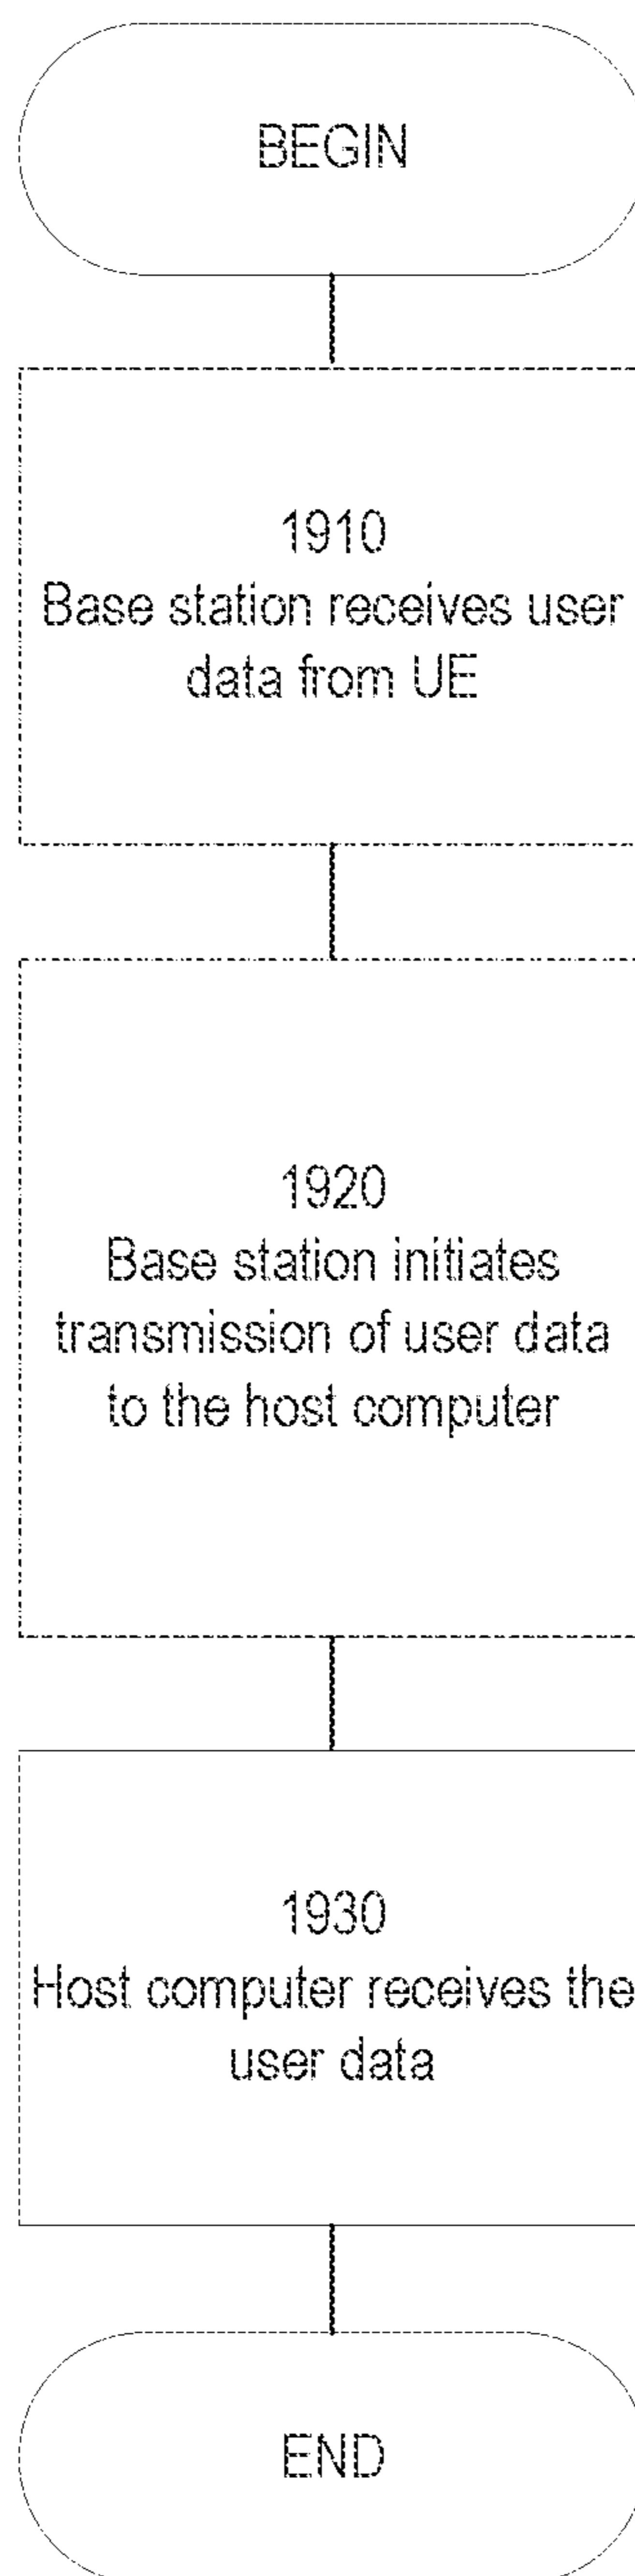 BEGIN
1910
Base station receives user
data from UE
1920
Base station initiates
transmission of user data
to the host computer
1930
Host computer receives the
user data
END